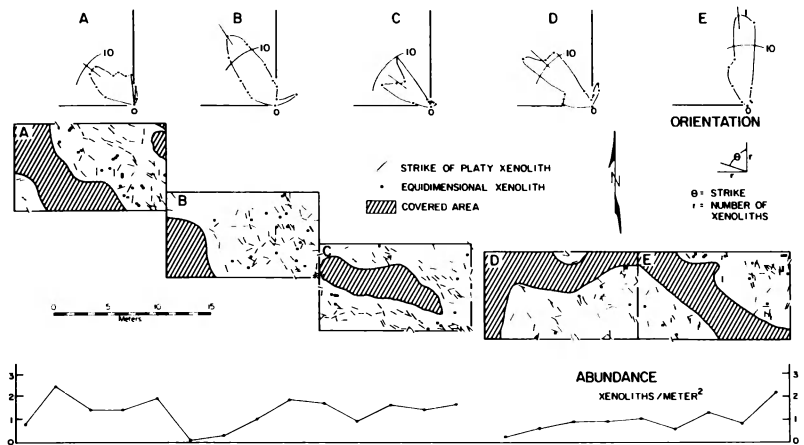 A B C D E
10 10 10 10 10
0 0 0 0 0
ORIENTATION
θ
r
r
θ = STRIKE
r = NUMBER OF
XENOLITHS
STRIKE OF PLATY XENOLITH
EQUIDIMENSIONAL XENOLITH
COVERED AREA
N
A
B
C
D E
0 5 10 15
Meters
ABUNDANCE
XENOLITHS/METER²
3 3
2 2
1 1
0 0